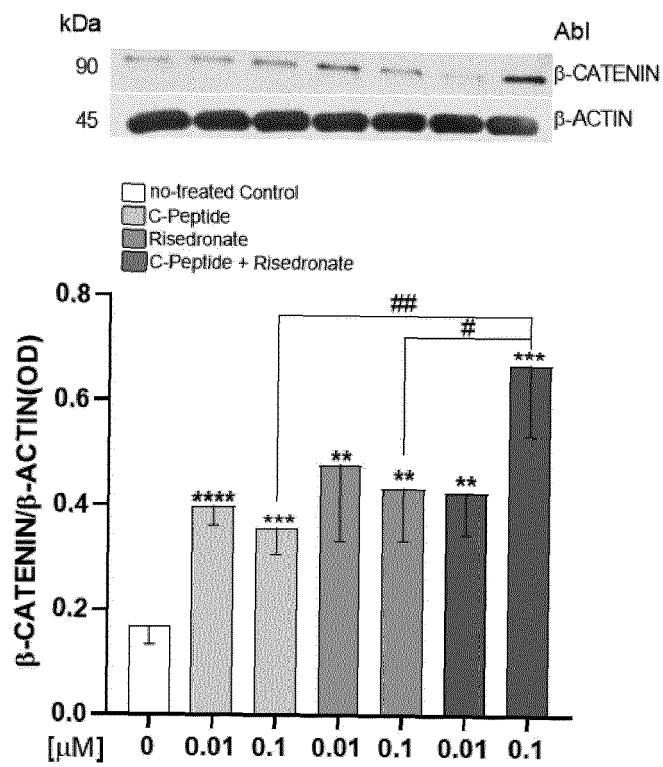 kDa
Abl
90 β-CATENIN
45 β-ACTIN
no-treated Control
C-Peptide
Risedronate
C-Peptide + Risedronate
β-CATENIN/β-ACTIN(OD)
0.8
0.6
0.4
0.2
0.0
##
#
***
**
****
***
**
**
[µM] 0 0.01 0.1 0.01 0.1 0.01 0.1